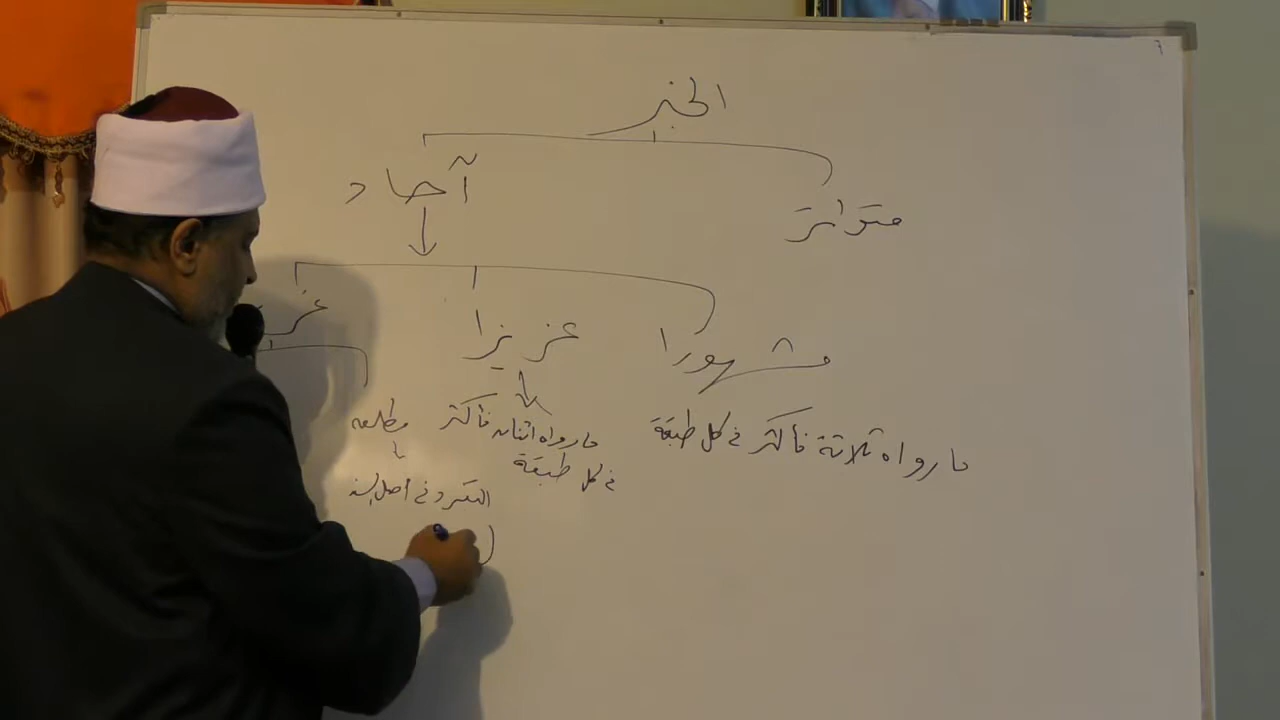 الخبر
متواتر
آحاد
مشهورا
عزيزا
ما رواه ثلاثة فأكثر في كل طبقة
ما رواه اثنان فأكثر
في كل طبقة
مطلق
التفرد في أصل السند